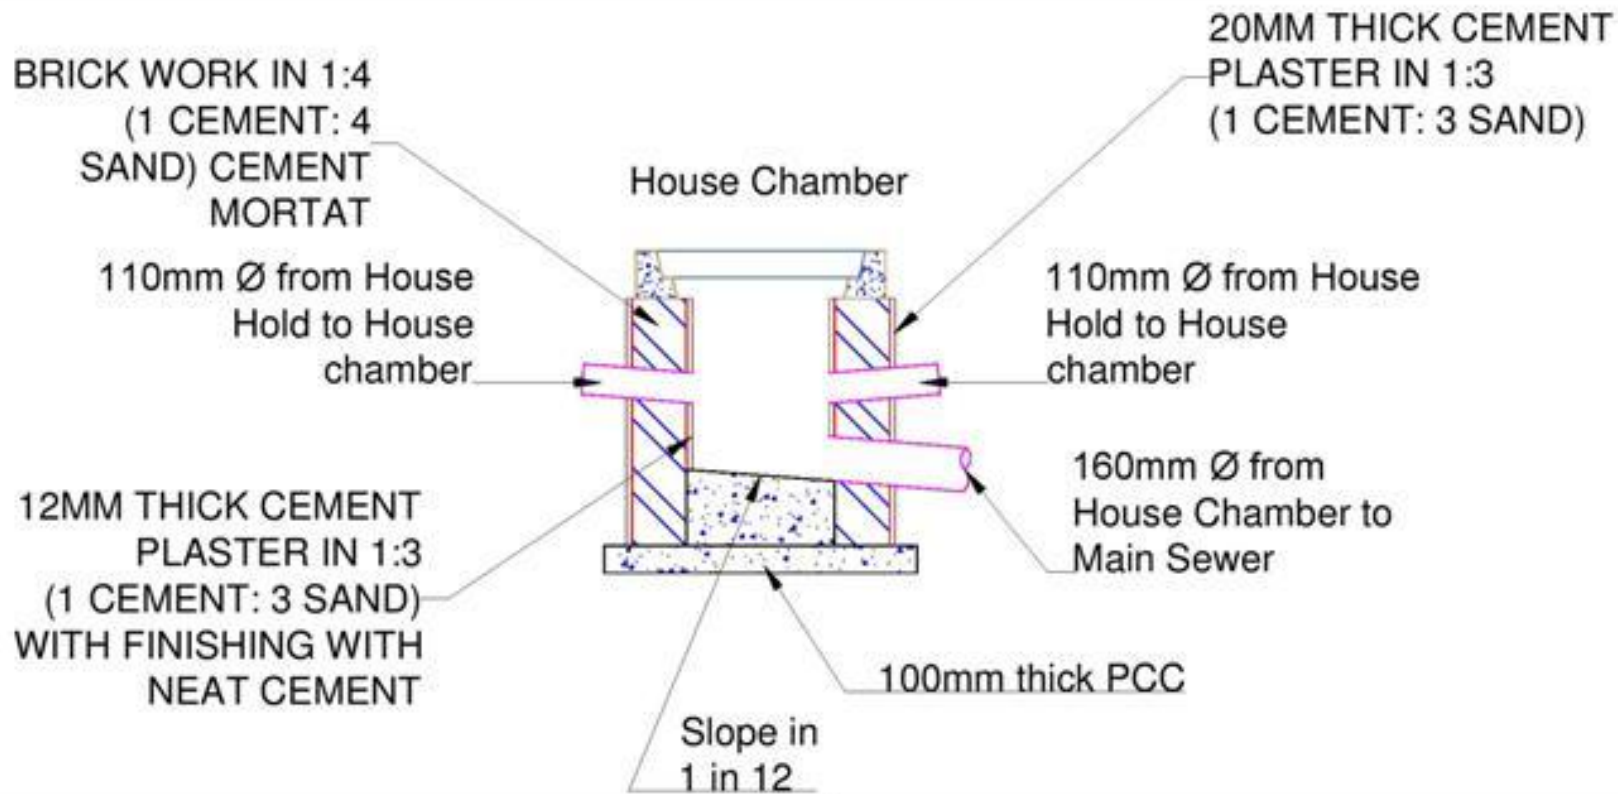 BRICK WORK IN 1:4
(1 CEMENT: 4
SAND) CEMENT
MORTAT
20MM THICK CEMENT
PLASTER IN 1:3
(1 CEMENT: 3 SAND)
House Chamber
110mm Ø from House
Hold to House
chamber
110mm Ø from House
Hold to House
chamber
12MM THICK CEMENT
PLASTER IN 1:3
(1 CEMENT: 3 SAND)
WITH FINISHING WITH
NEAT CEMENT
160mm Ø from
House Chamber to
Main Sewer
100mm thick PCC
Slope in
1 in 12